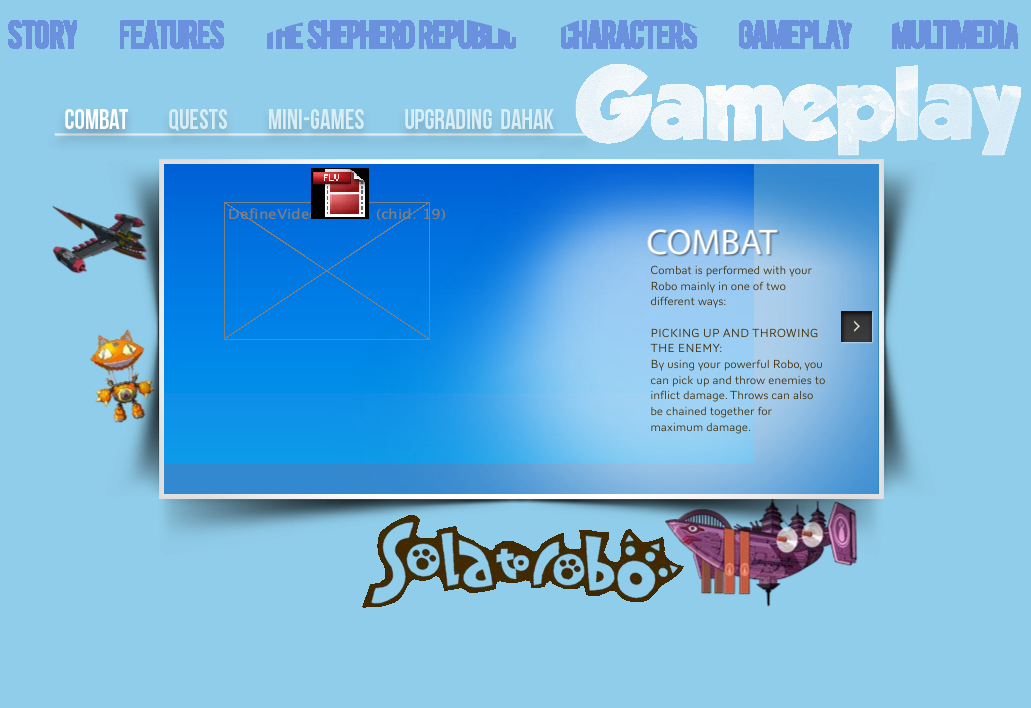 STORY FEATURES THE SHEPHERD REPUBLIC CHARACTERS GAMEPLAY MULTIMEDIA
Gameplay
COMBAT QUESTS MINI-GAMES UPGRADING DAHAK
FLV
DefineVide (chid: 19)
COMBAT
Combat is performed with your
Robo mainly in one of two
different ways:
PICKING UP AND THROWING
THE ENEMY:
By using your powerful Robo, you
can pick up and throw enemies to
inflict damage. Throws can also
be chained together for
maximum damage.
Solatorobo